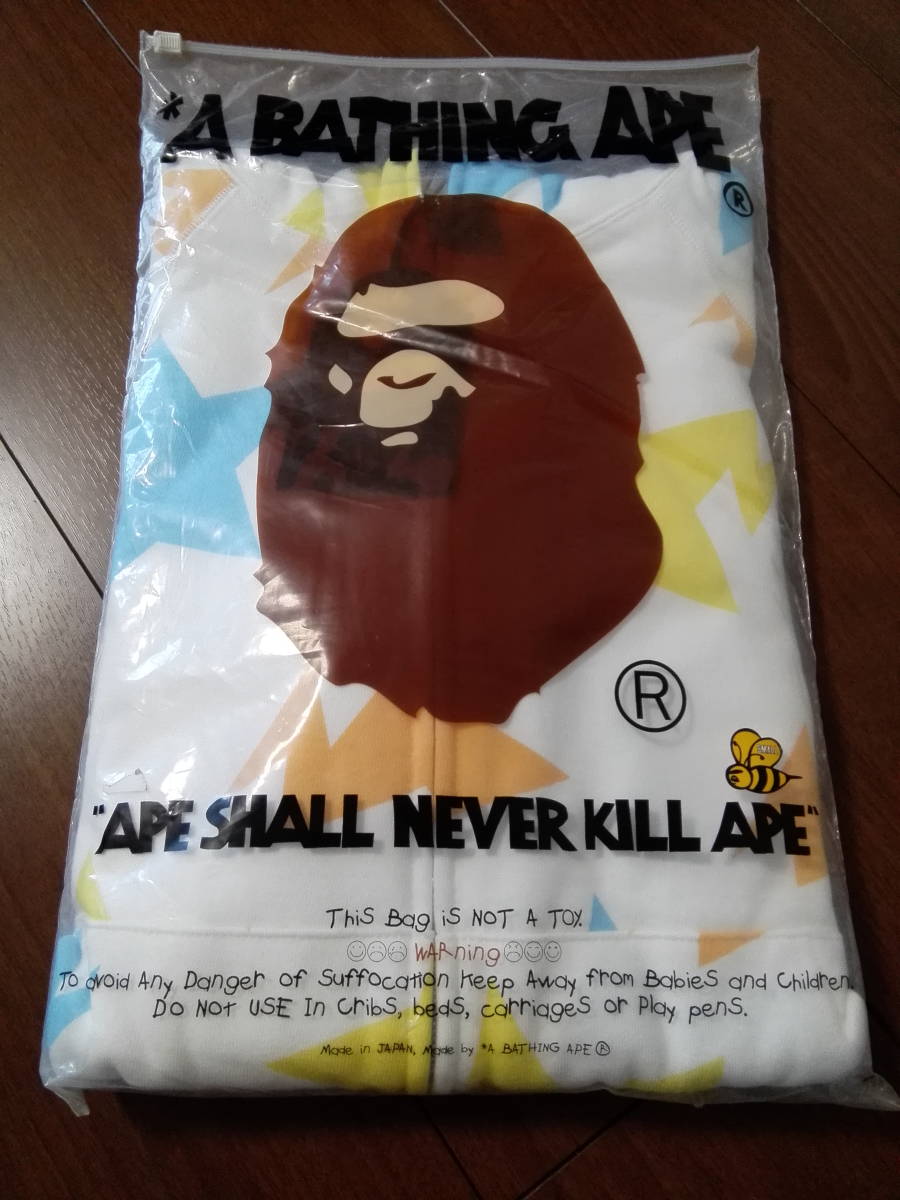 *A BATHING APE
®
®
SMALL
"APE SHALL NEVER KILL APE"
This Bag is NOT A TOY.
WARning
To avoid Any Danger of Suffocation Keep Away from Babies and Children.
Do Not USE In Cribs, beds, carriages or Play pens.
Made in JAPAN, Made by *A BATHING APE®